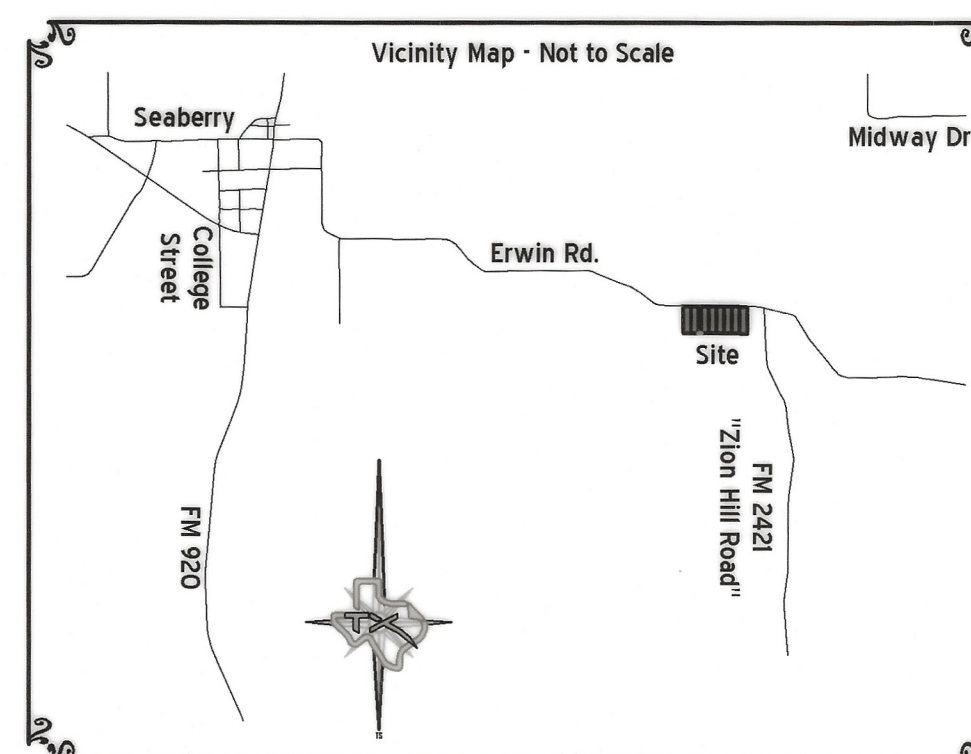 Vicinity Map - Not to Scale
Seaberry
Midway Dr
College
Street
Erwin Rd.
Site
FM 2421
"Zion Hill Road"
FM 920
TX
TS